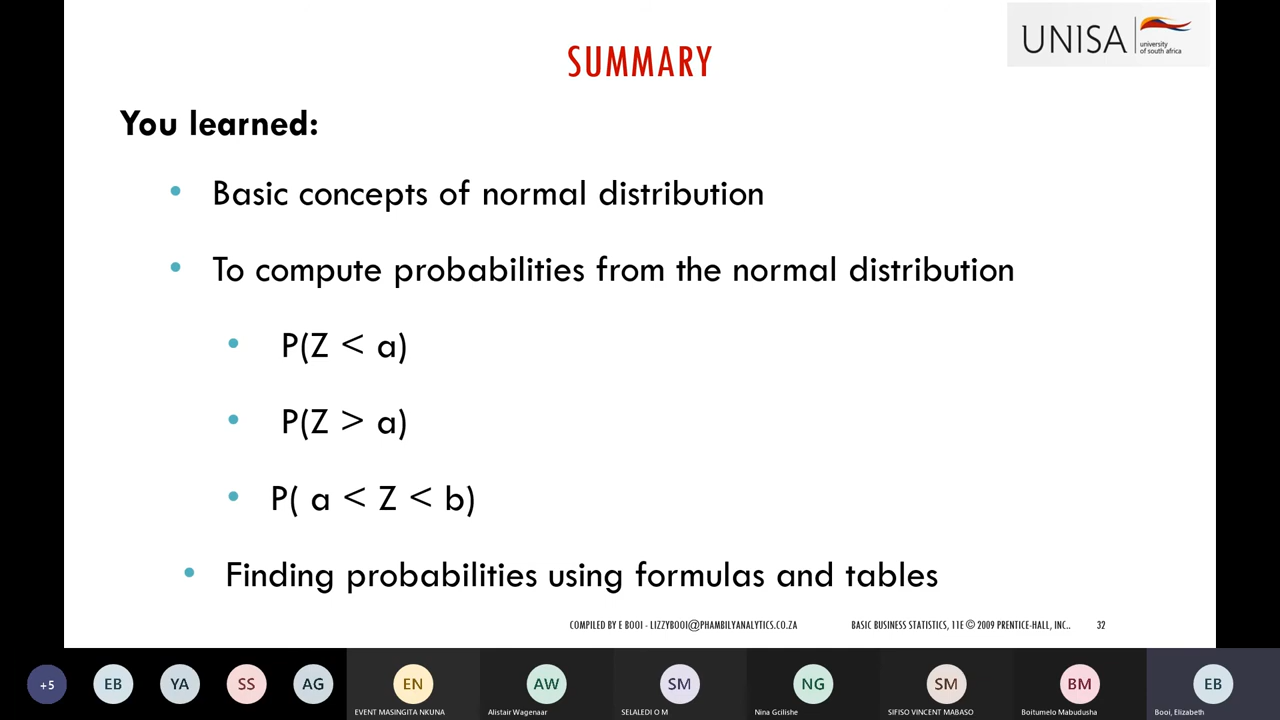 UNISA
university
of south africa
SUMMARY
You learned:
• Basic concepts of normal distribution
• To compute probabilities from the normal distribution
• P(Z < a)
• P(Z > a)
• P( a < Z < b)
• Finding probabilities using formulas and tables
COMPILED BY E BOOI - LIZZYBOOI@PHAMBILYANALYTICS.CO.ZA BASIC BUSINESS STATISTICS, 11E © 2009 PRENTICE-HALL, INC.. 32
+5 EB YA SS AG EN AW SM NG SM BM EB
EVENT MASINGITA NKUNA Alistair Wagenaar SELALEDI O M Nina Gcilishe SIFISO VINCENT MABASO Boitumelo Mabudusha Booi, Elizabeth